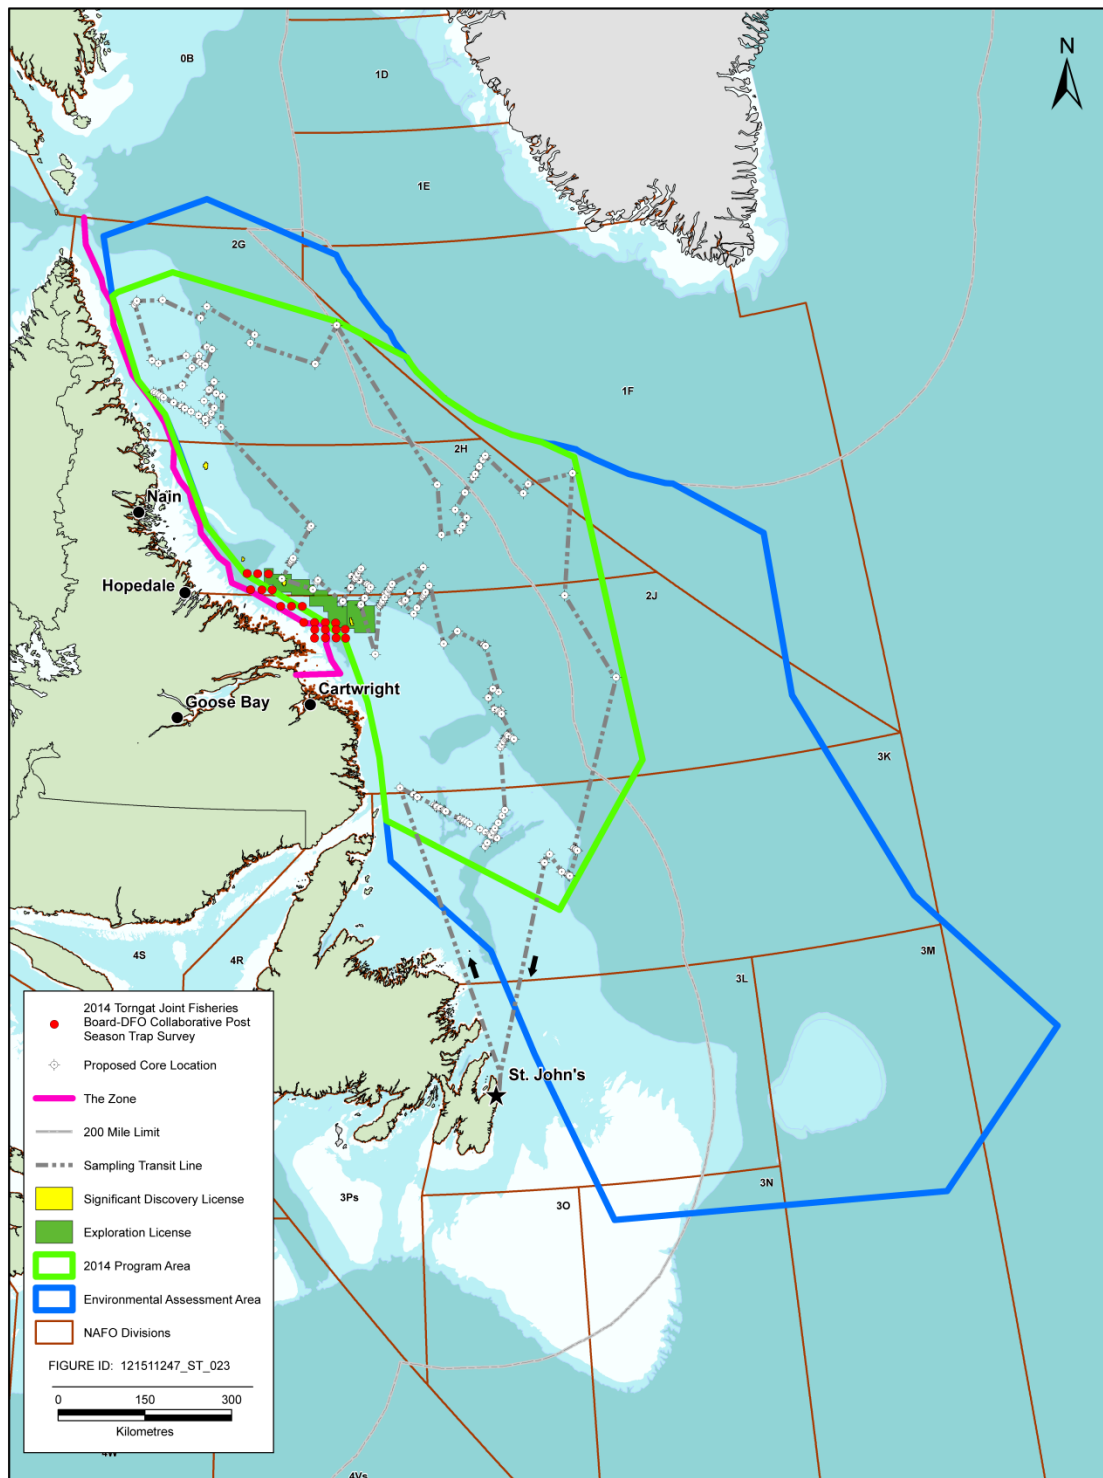 N
0B
1D
1E
2G
1F
2H
Nain
Hopedale
2J
Cartwright
Goose Bay
3K
4S
4R
3M
3L
St. John's
3N
3O
3Ps
2014 Torngat Joint Fisheries
Board-DFO Collaborative Post
Season Trap Survey
Proposed Core Location
The Zone
200 Mile Limit
Sampling Transit Line
Significant Discovery License
Exploration License
2014 Program Area
Environmental Assessment Area
NAFO Divisions
FIGURE ID: 121511247_ST_023
0 150 300
Kilometres
4Vs